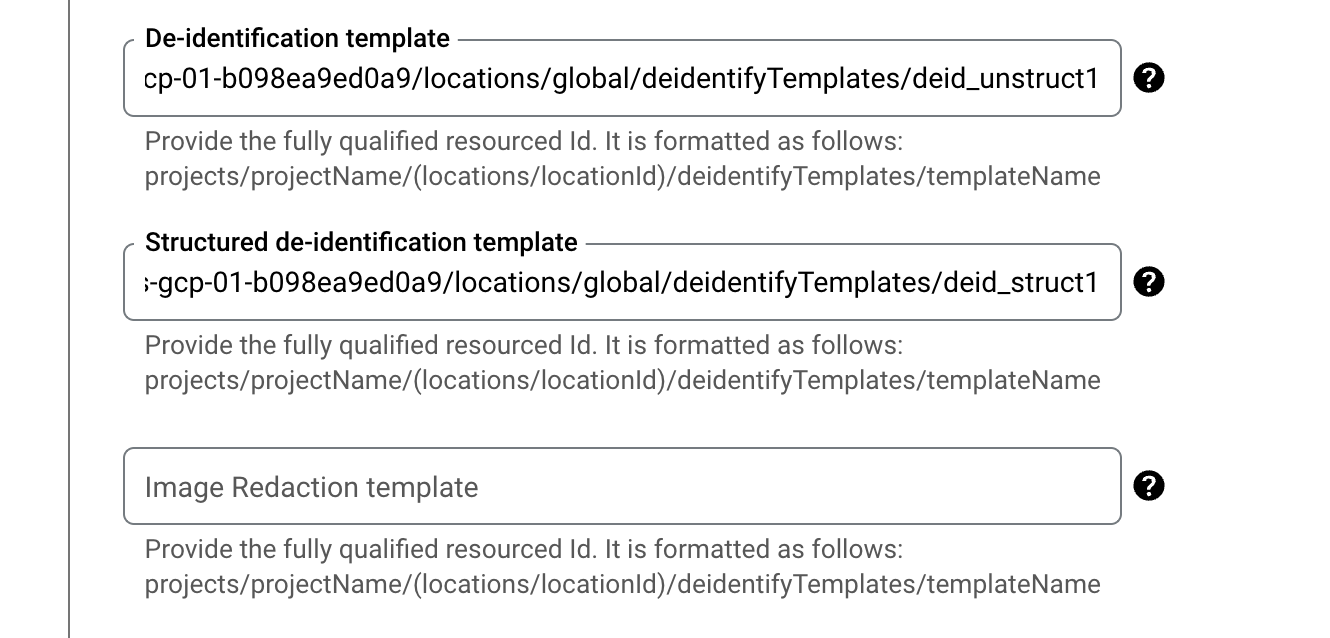 De-identification template
cp-01-b098ea9ed0a9/locations/global/deidentifyTemplates/deid_unstruct1
Provide the fully qualified resourced Id. It is formatted as follows:
projects/projectName/(locations/locationId)/deidentifyTemplates/templateName
Structured de-identification template
s-gcp-01-b098ea9ed0a9/locations/global/deidentifyTemplates/deid_struct1
Provide the fully qualified resourced Id. It is formatted as follows:
projects/projectName/(locations/locationId)/deidentifyTemplates/templateName
Image Redaction template
Provide the fully qualified resourced Id. It is formatted as follows:
projects/projectName/(locations/locationId)/deidentifyTemplates/templateName